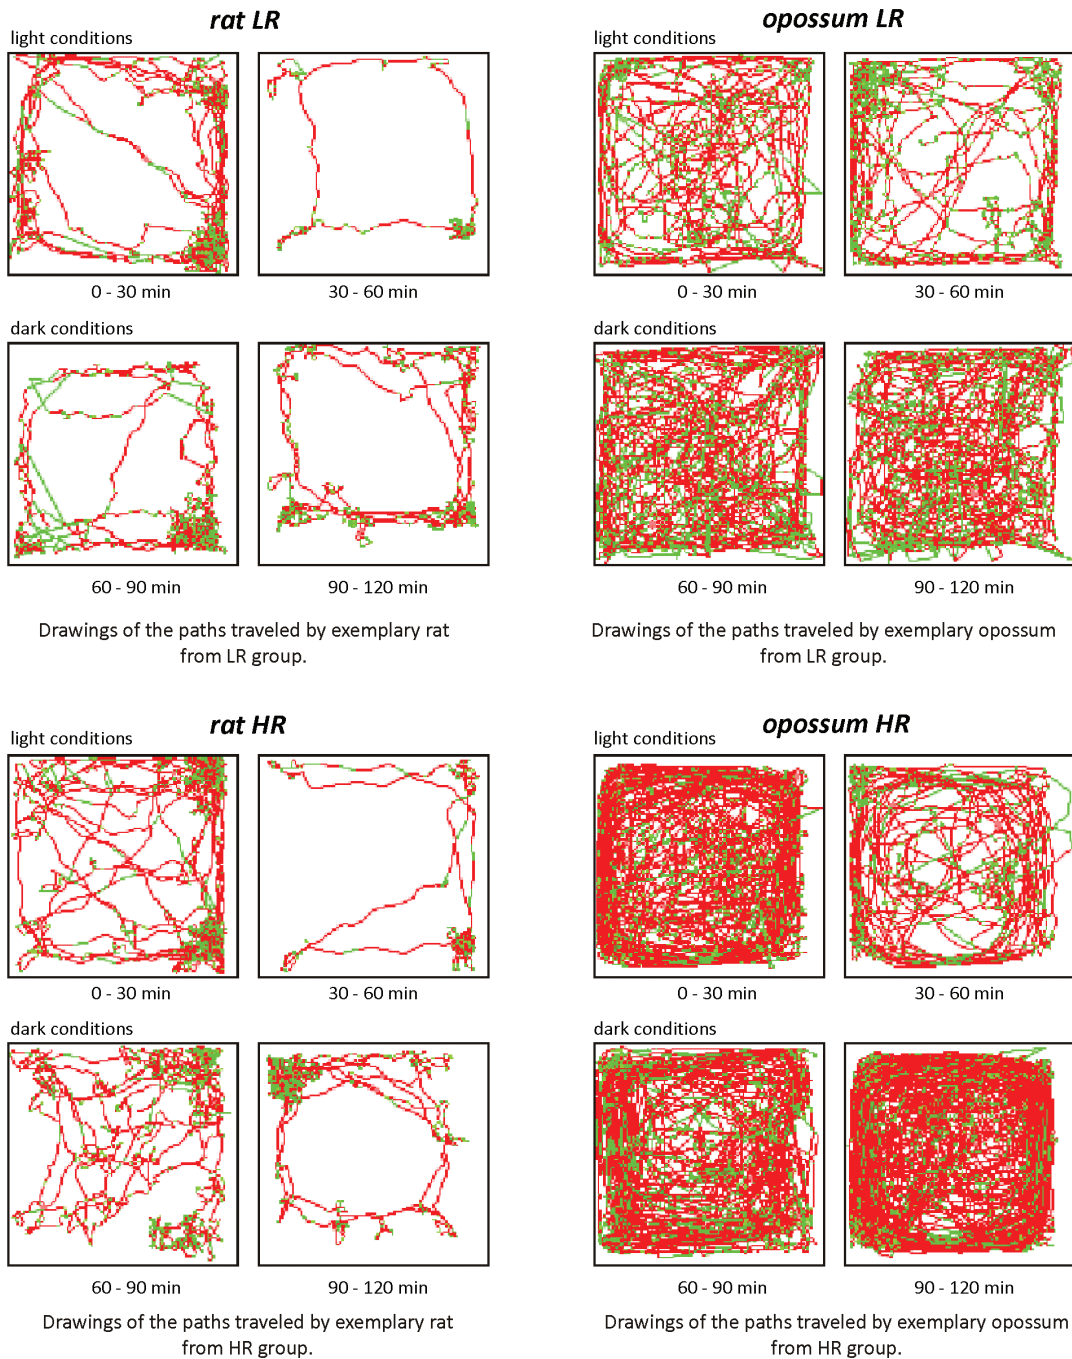 rat LR
light conditions
0 - 30 min
30 - 60 min
dark conditions
60 - 90 min
90 - 120 min
Drawings of the paths traveled by exemplary rat
from LR group.
opossum LR
light conditions
0 - 30 min
30 - 60 min
dark conditions
60 - 90 min
90 - 120 min
Drawings of the paths traveled by exemplary opossum
from LR group.
rat HR
light conditions
0 - 30 min
30 - 60 min
dark conditions
60 - 90 min
90 - 120 min
Drawings of the paths traveled by exemplary rat
from HR group.
opossum HR
light conditions
0 - 30 min
30 - 60 min
dark conditions
60 - 90 min
90 - 120 min
Drawings of the paths traveled by exemplary opossum
from HR group.